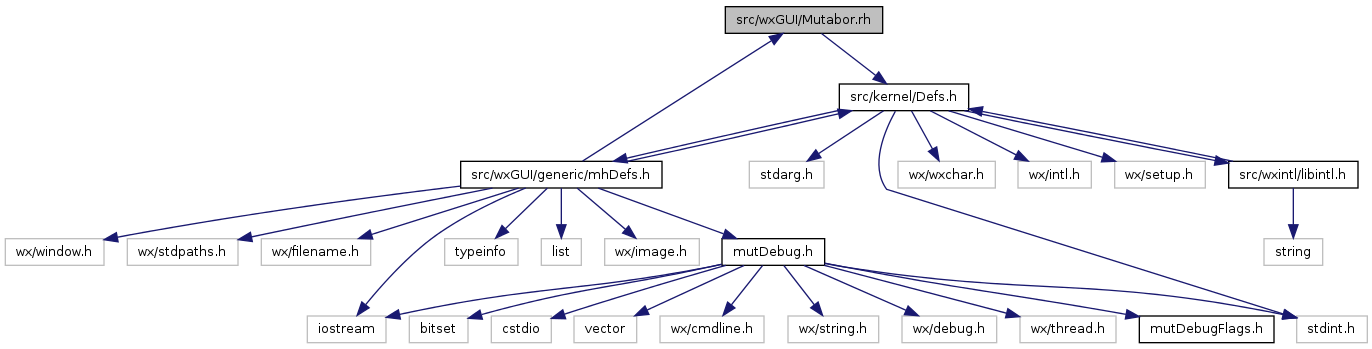 src/wxGUI/Mutabor.rh
src/kernel/Defs.h
src/wxGUI/generic/mhDefs.h
stdarg.h
wx/wxchar.h
wx/intl.h
wx/setup.h
src/wxintl/libintl.h
wx/window.h
wx/stdpaths.h
wx/filename.h
typeinfo
list
wx/image.h
mutDebug.h
string
iostream
bitset
cstdio
vector
wx/cmdline.h
wx/string.h
wx/debug.h
wx/thread.h
mutDebugFlags.h
stdint.h